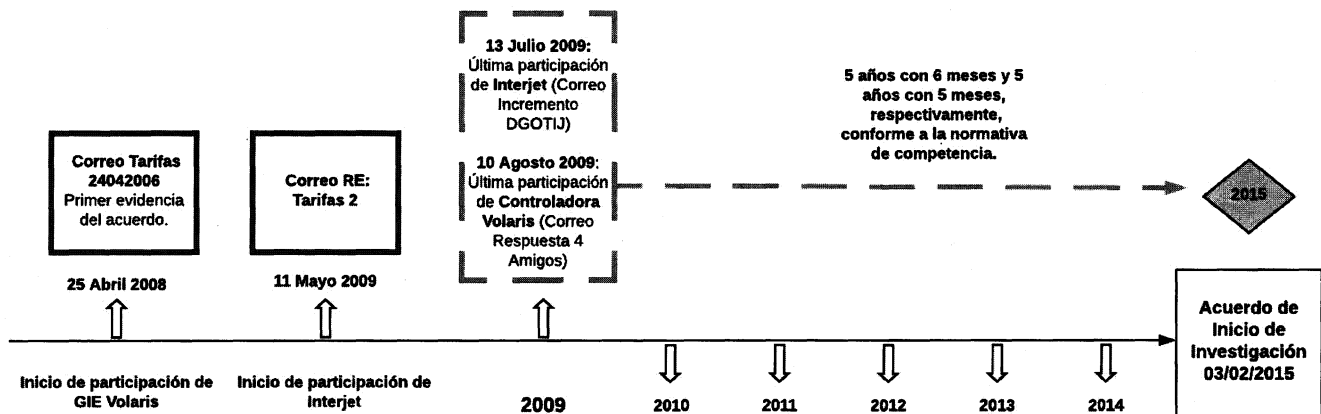 Correo Tarifas
24042006
Primer evidencia
del acuerdo.
25 Abril 2008
Inicio de participación de
GIE Volaris
Correo RE:
Tarifas 2
11 Mayo 2009
Inicio de participación de
Interjet
13 Julio 2009:
Última participación
de Interjet (Correo
Incremento
DGOTIJ)
10 Agosto 2009:
Última participación
de Controladora
Volaris (Correo
Respuesta 4
Amigos)
2009
5 años con 6 meses y 5
años con 5 meses,
respectivamente,
conforme a la normativa
de competencia.
2010
2011
2012
2013
2014
2015
Acuerdo de
Inicio de
Investigación
03/02/2015